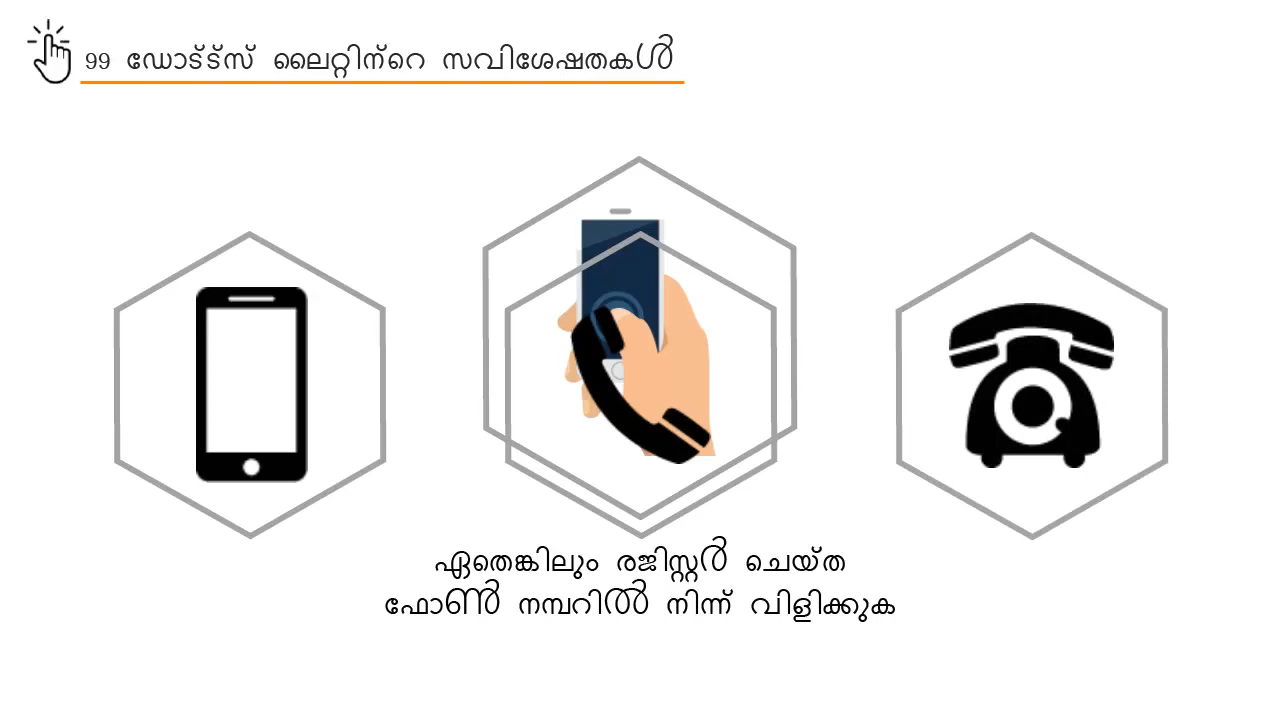 99 ഡോട്ട്സ് ലൈറ്റിന്റെ സവിശേഷതകൾ
ഏതെങ്കിലും രജിസ്റ്റർ ചെയ്ത
ഫോൺ നമ്പറിൽ നിന്ന് വിളിക്കുക